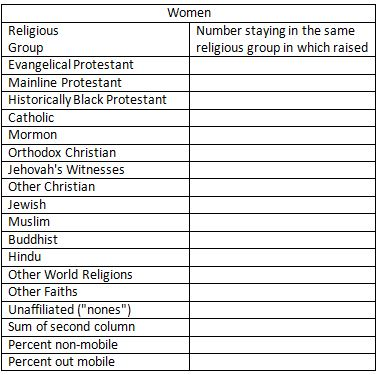 Women
Religious Number staying in the same
Group religious group in which raised
Evangelical Protestant
Mainline Protestant
Historically Black Protestant
Catholic
Mormon
Orthodox Christian
Jehovah's Witnesses
Other Christian
Jewish
Muslim
Buddhist
Hindu
Other World Religions
Other Faiths
Unaffiliated ("nones")
Sum of second column
Percent non-mobile
Percent out mobile